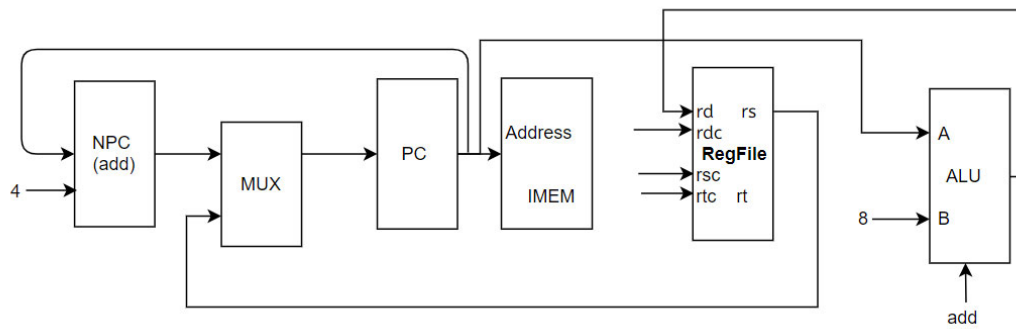 NPC
(add)
4
MUX
PC
Address
IMEM
rd rs
rdc
RegFile
rsc
rtc rt
A
ALU
8
B
add